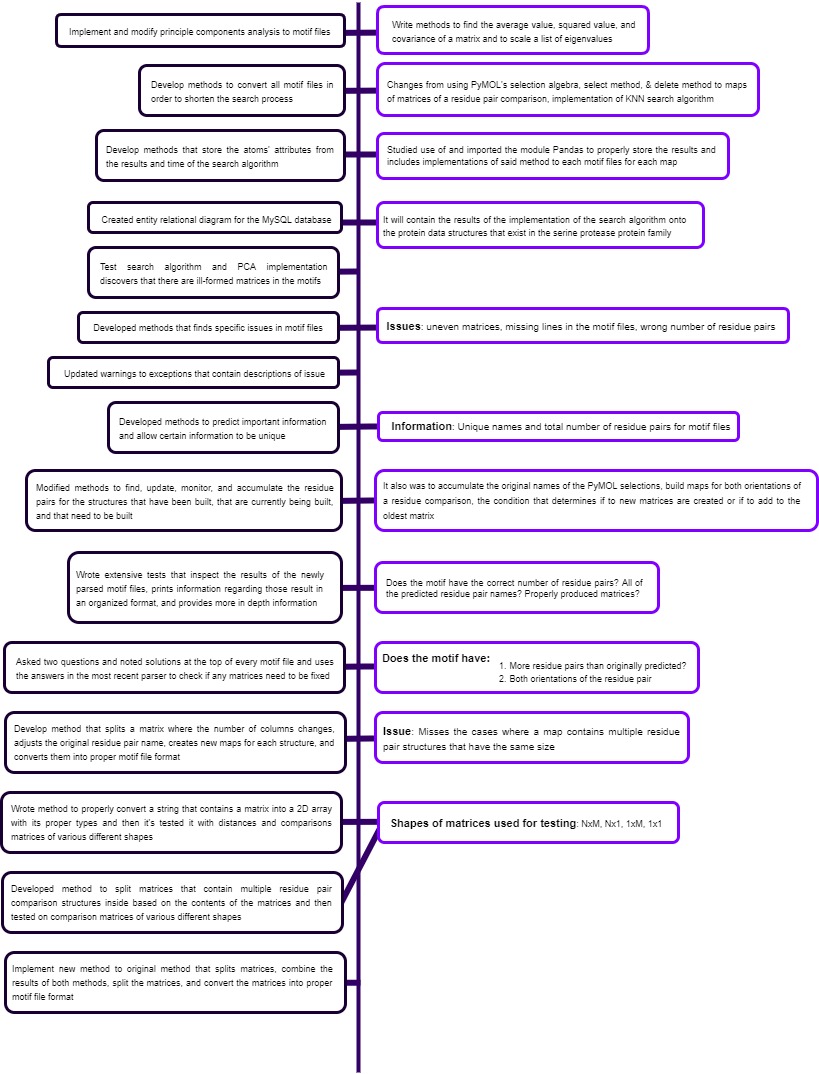 Implement and modify principle components analysis to motif files
Write methods to find the average value, squared value, and
covariance of a matrix and to scale a list of eigenvalues
Develop methods to convert all motif files in
order to shorten the search process
Changes from using PyMOL's selection algebra, select method, & delete method to maps
of matrices of a residue pair comparison, implementation of KNN search algorithm
Develop methods that store the atoms' attributes from
the results and time of the search algorithm
Studied use of and imported the module Pandas to properly store the results and
includes implementations of said method to each motif files for each map
Created entity relational diagram for the MySQL database
It will contain the results of the implementation of the search algorithm onto
the protein data structures that exist in the serine protease protein family
Test search algorithm and PCA implementation
discovers that there are ill-formed matrices in the motifs
Developed methods that finds specific issues in motif files
Issues: uneven matrices, missing lines in the motif files, wrong number of residue pairs
Updated warnings to exceptions that contain descriptions of issue
Developed methods to predict important information
and allow certain information to be unique
Information: Unique names and total number of residue pairs for motif files
Modified methods to find, update, monitor, and accumulate the residue
pairs for the structures that have been built, that are currently being built,
and that need to be built
It also was to accumulate the original names of the PyMOL selections, build maps for both orientations of
a residue comparison, the condition that determines if to new matrices are created or if to add to the
oldest matrix
Wrote extensive tests that inspect the results of the newly
parsed motif files, prints information regarding those result in
an organized format, and provides more in depth information
Does the motif have the correct number of residue pairs? All of
the predicted residue pair names? Properly produced matrices?
Asked two questions and noted solutions at the top of every motif file and uses
the answers in the most recent parser to check if any matrices need to be fixed
Does the motif have:
1. More residue pairs than originally predicted?
2. Both orientations of the residue pair
Develop method that splits a matrix where the number of columns changes,
adjusts the original residue pair name, creates new maps for each structure, and
converts them into proper motif file format
Issue: Misses the cases where a map contains multiple residue
pair structures that have the same size
Wrote method to properly convert a string that contains a matrix into a 2D array
with its proper types and then it's tested it with distances and comparisons
matrices of various different shapes
Shapes of matrices used for testing: NxM, Nx1, 1xM, 1x1
Developed method to split matrices that contain multiple residue pair
comparison structures inside based on the contents of the matrices and then
tested on comparison matrices of various different shapes
Implement new method to original method that splits matrices, combine the
results of both methods, split the matrices, and convert the matrices into proper
motif file format